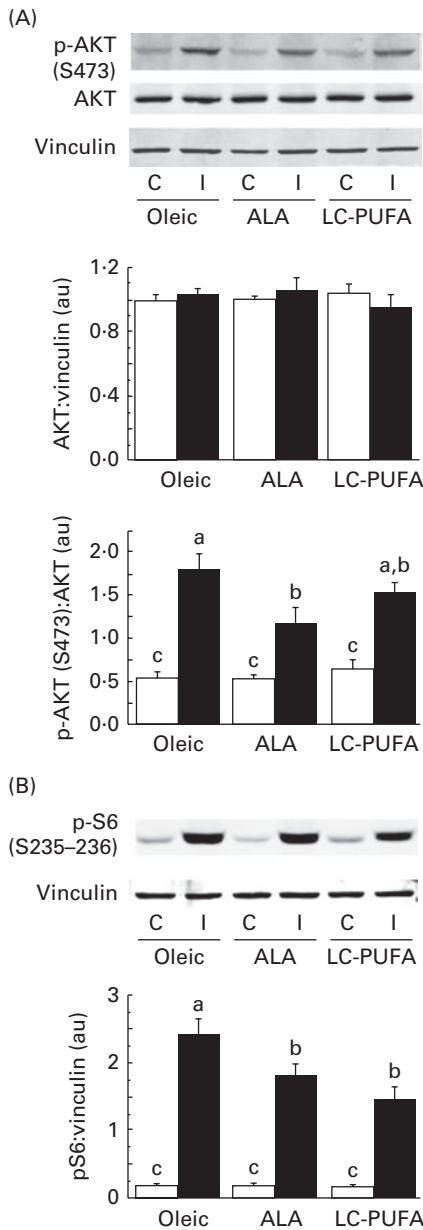 (A)
p-AKT
(S473)
AKT
Vinculin
C I C I C I
Oleic ALA LC-PUFA
AKT:vinculin (au)
1·2
0·8
0·4
0·0
Oleic ALA LC-PUFA
p-AKT (S473):AKT (au)
2·0
1·5
1·0
0·5
0·0
c a c b c a,b
Oleic ALA LC-PUFA
(B)
p-S6
(S235–236)
Vinculin
C I C I C I
Oleic ALA LC-PUFA
pS6:vinculin (au)
3
2
1
0
c a c b c b
Oleic ALA LC-PUFA